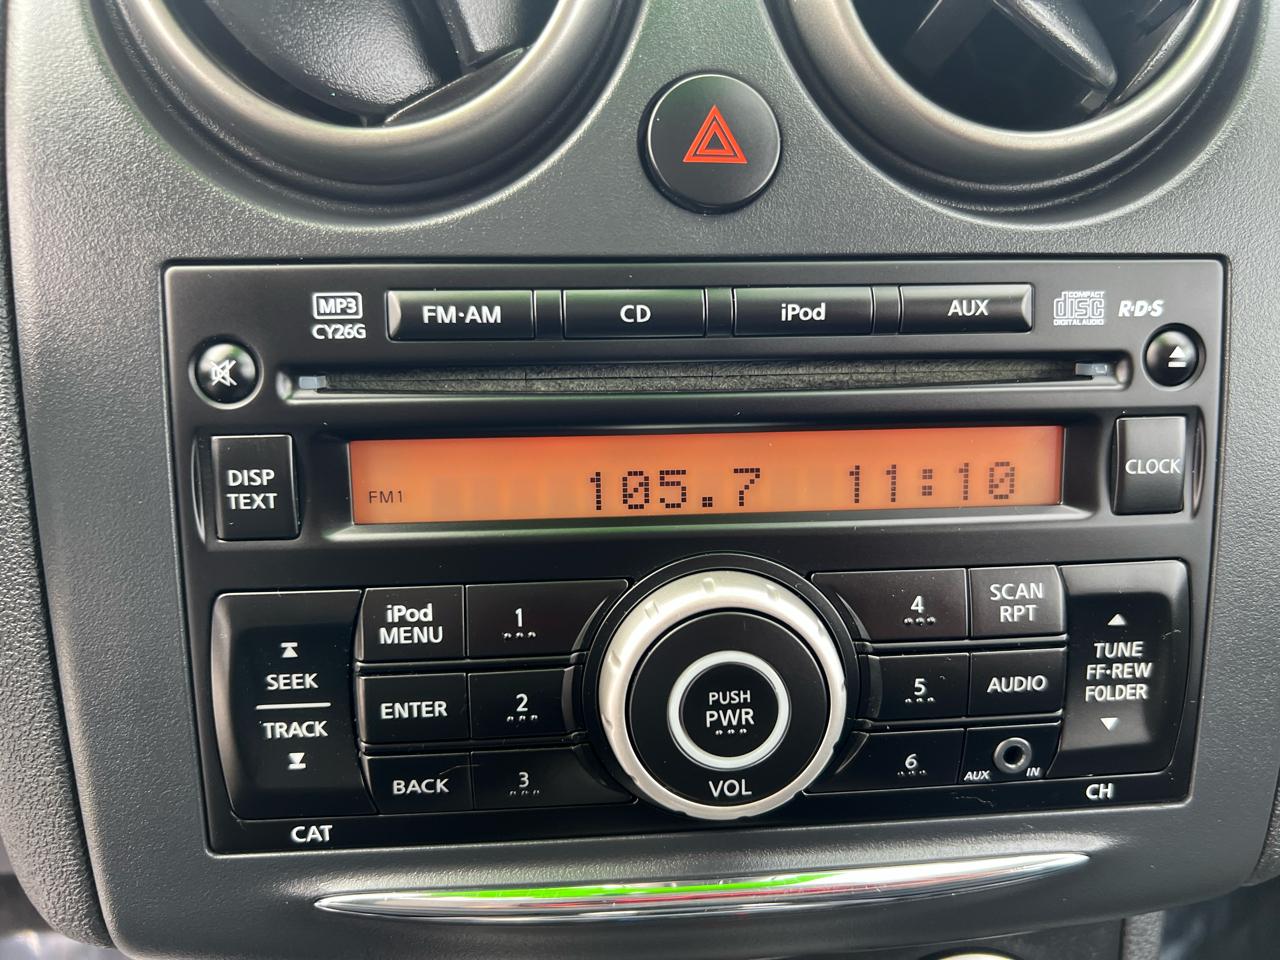 MP3
CY26G
FM·AM
CD
iPod
AUX
COMPACT
disc
DIGITAL AUDIO
R·D·S
DISP
TEXT
FM1
105.7
11:10
CLOCK
SEEK
TRACK
iPod
MENU
ENTER
BACK
CAT
1
2
3
PUSH
PWR
VOL
4
5
6
SCAN
RPT
AUDIO
AUX IN
TUNE
FF·REW
FOLDER
CH